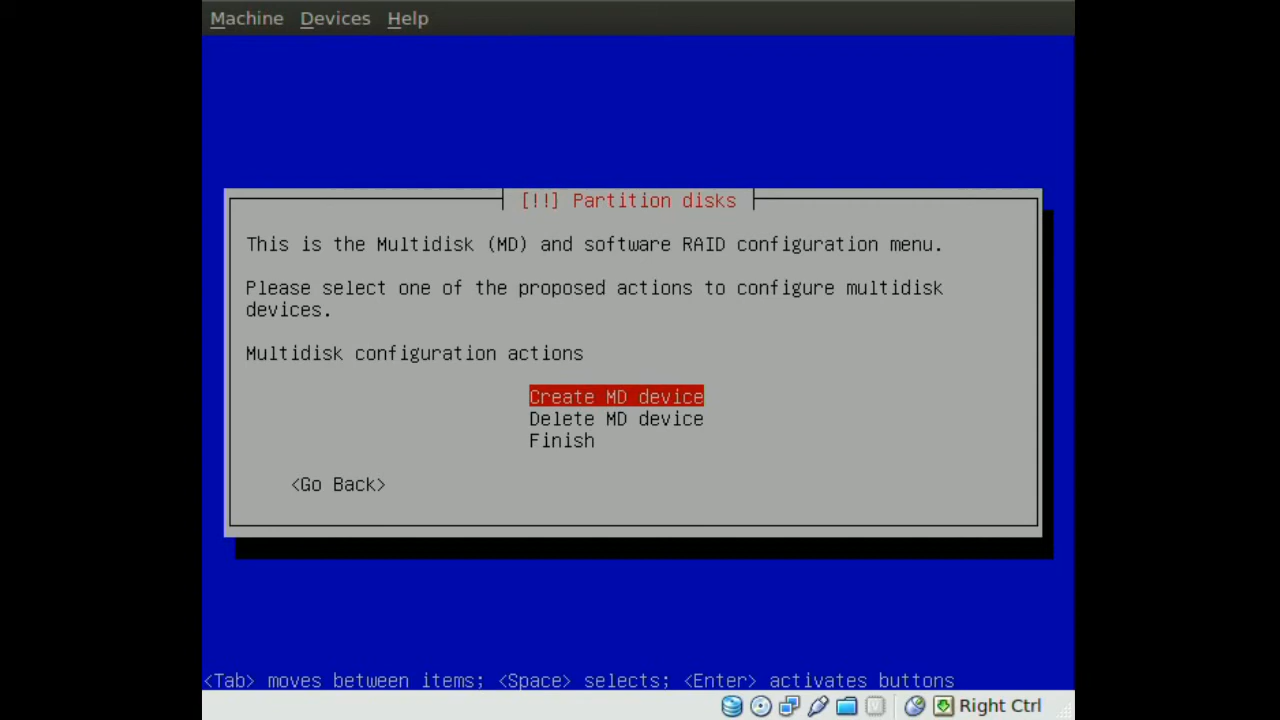 Machine Devices Help
[!!] Partition disks
This is the Multidisk (MD) and software RAID configuration menu.
Please select one of the proposed actions to configure multidisk
devices.
Multidisk configuration actions
Create MD device
Delete MD device
Finish
<Go Back>
<Tab> moves between items; <Space> selects; <Enter> activates buttons
Right Ctrl